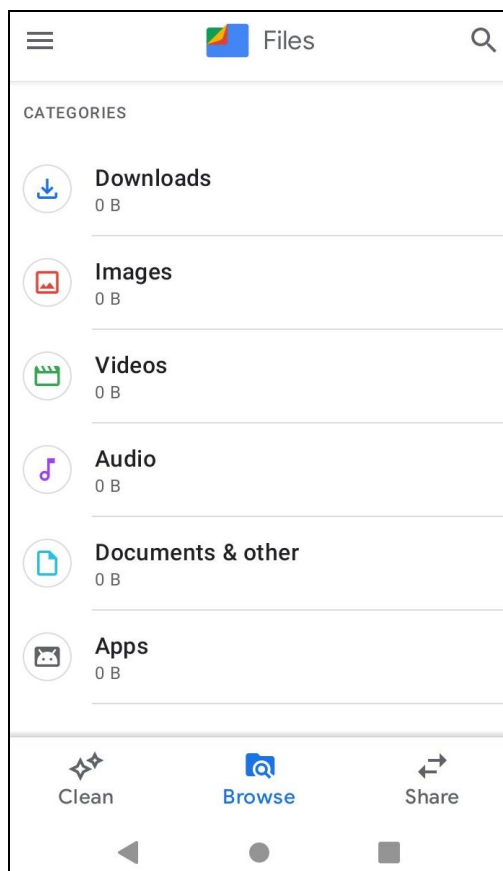 Files
CATEGORIES
Downloads
0 B
Images
0 B
Videos
0 B
Audio
0 B
Documents & other
0 B
Apps
0 B
Clean
Browse
Share